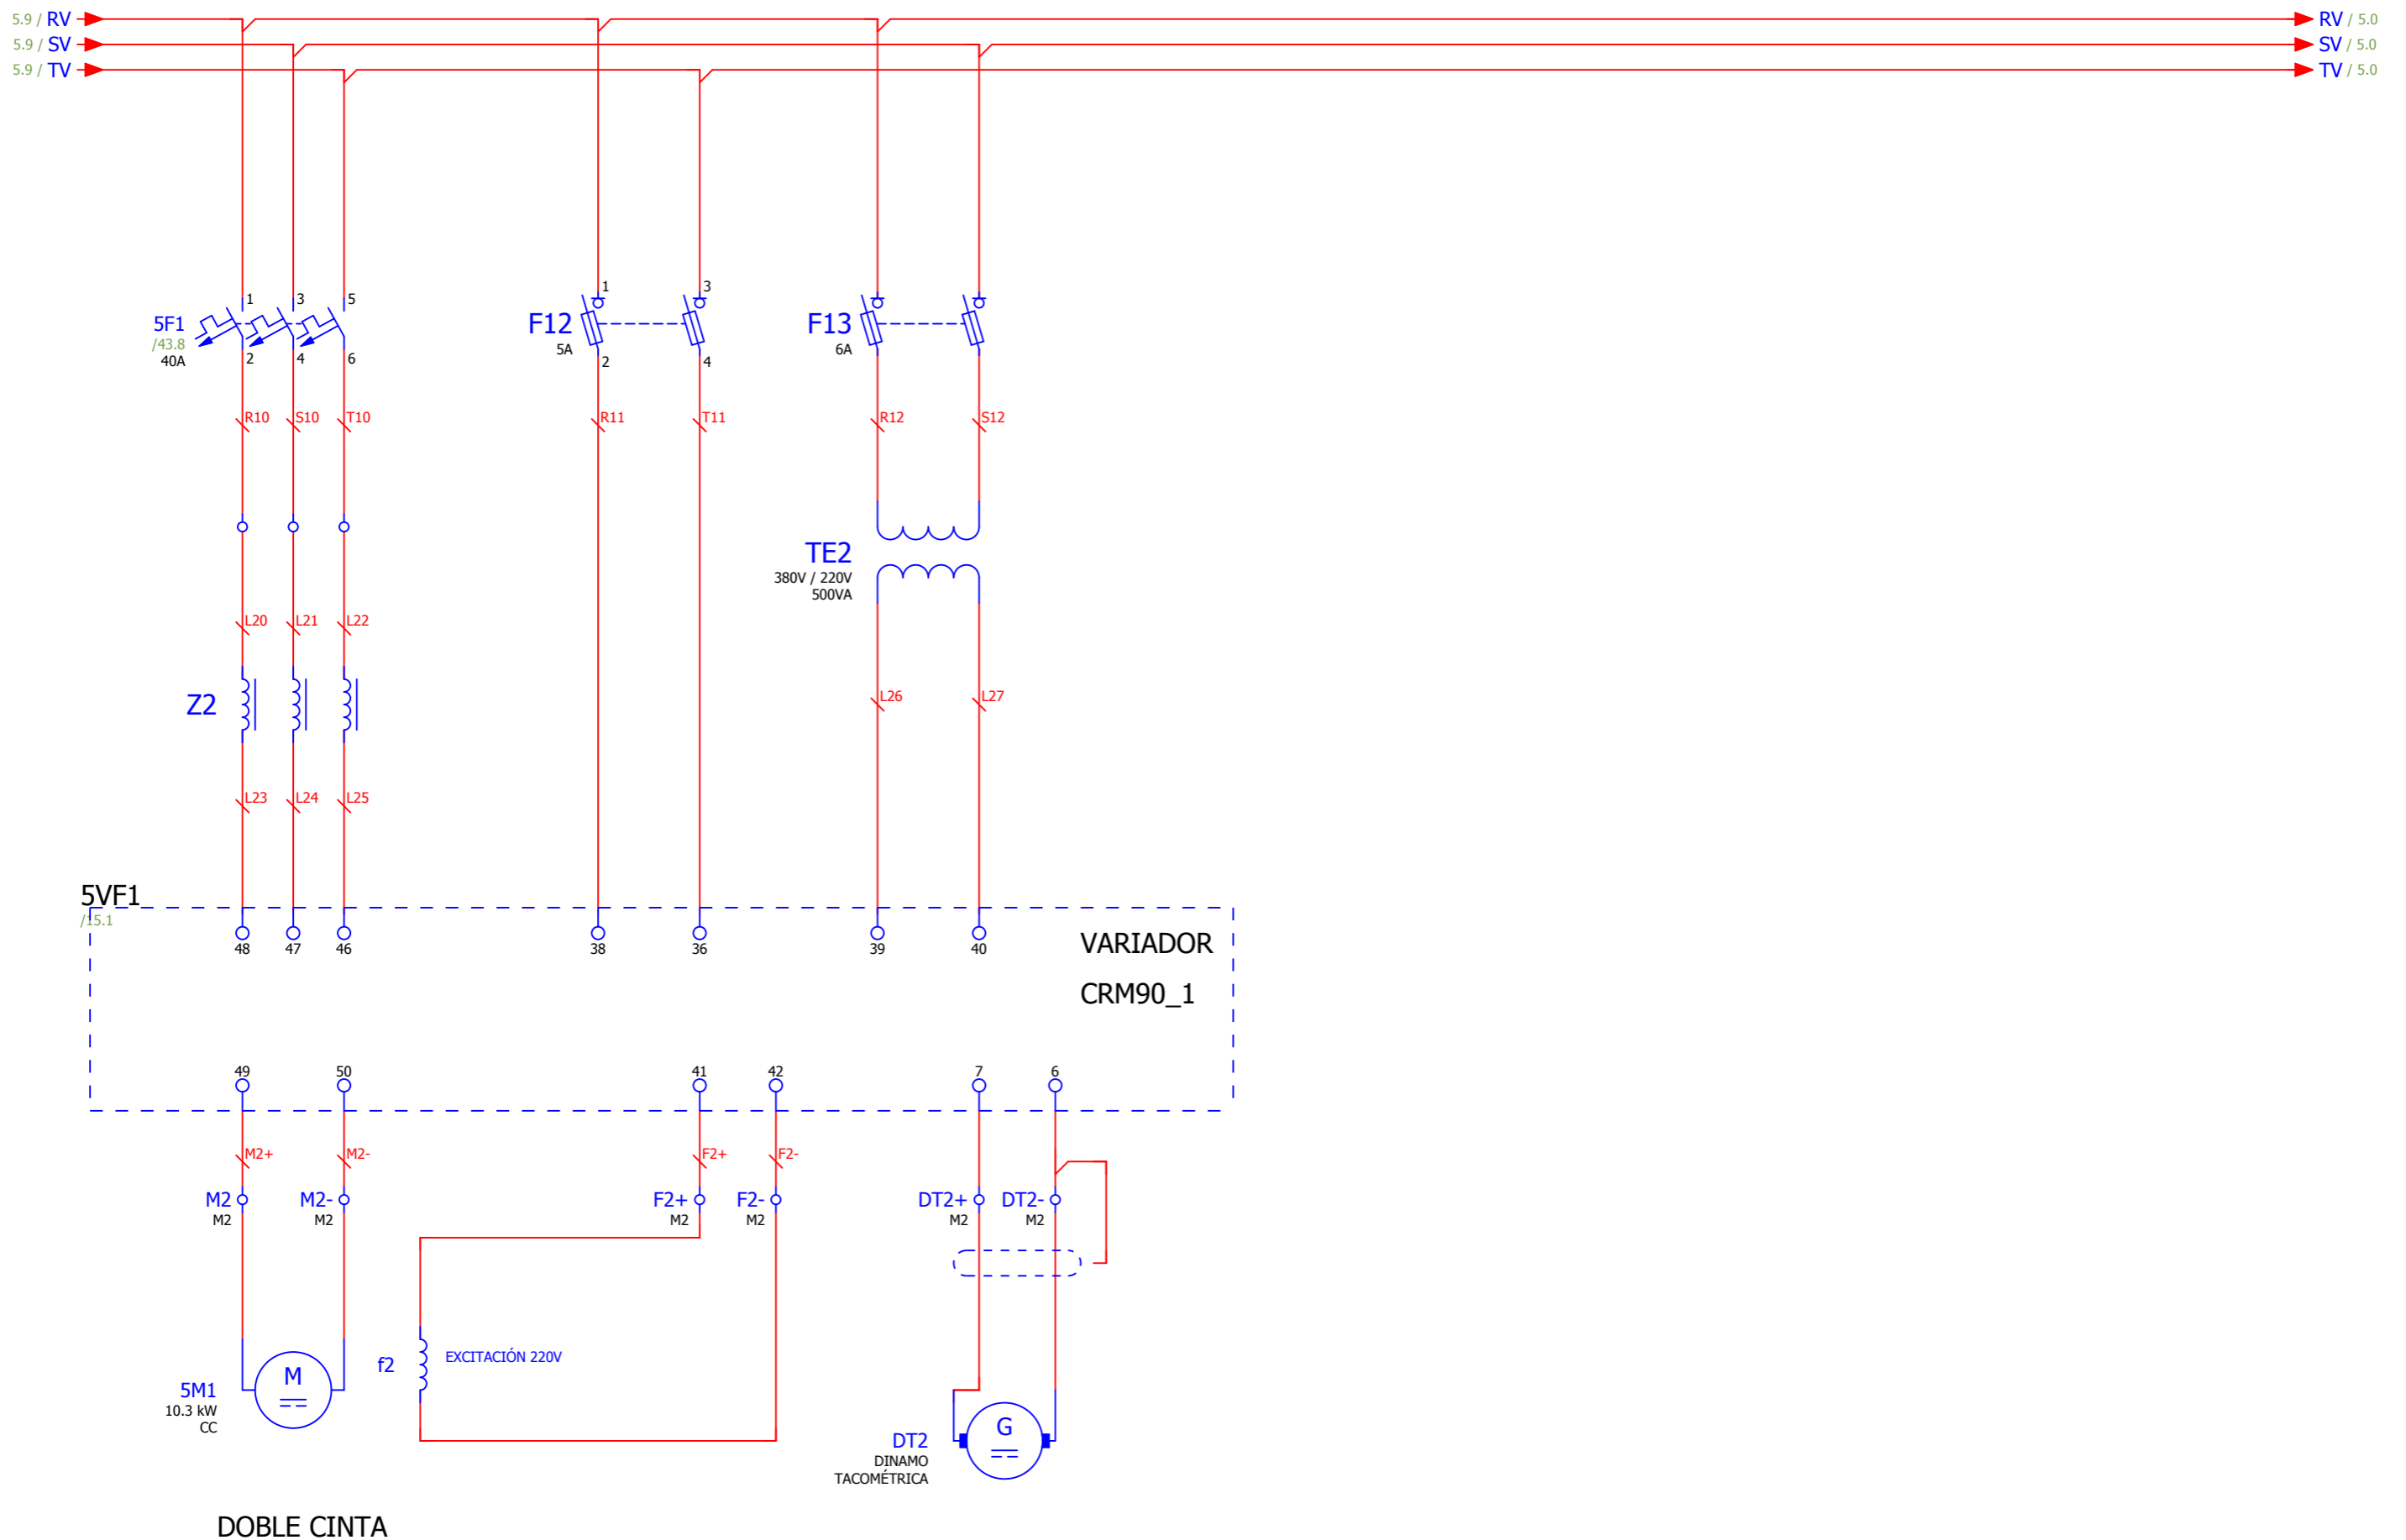 5.9 / RV
RV / 5.0
5.9 / SV
SV / 5.0
5.9 / TV
TV / 5.0
1 3 5
5F1
/43.8
40A
2 4 6
1 3
F12
5A
2 4
F13
6A
R10 S10 T10
R11 T11
R12 S12
TE2
380V / 220V
500VA
L20 L21 L22
Z2
L26 L27
L23 L24 L25
5VF1
/15.1
48 47 46 38 36 39 40
VARIADOR
CRM90_1
49 50 41 42 7 6
M2+ M2- F2+ F2-
M2 M2- F2+ F2- DT2+ DT2-
M2 M2 M2 M2 M2 M2
f2
EXCITACIÓN 220V
M
5M1
10.3 kW
CC
G
DT2
DINAMO
TACOMÉTRICA
DOBLE CINTA